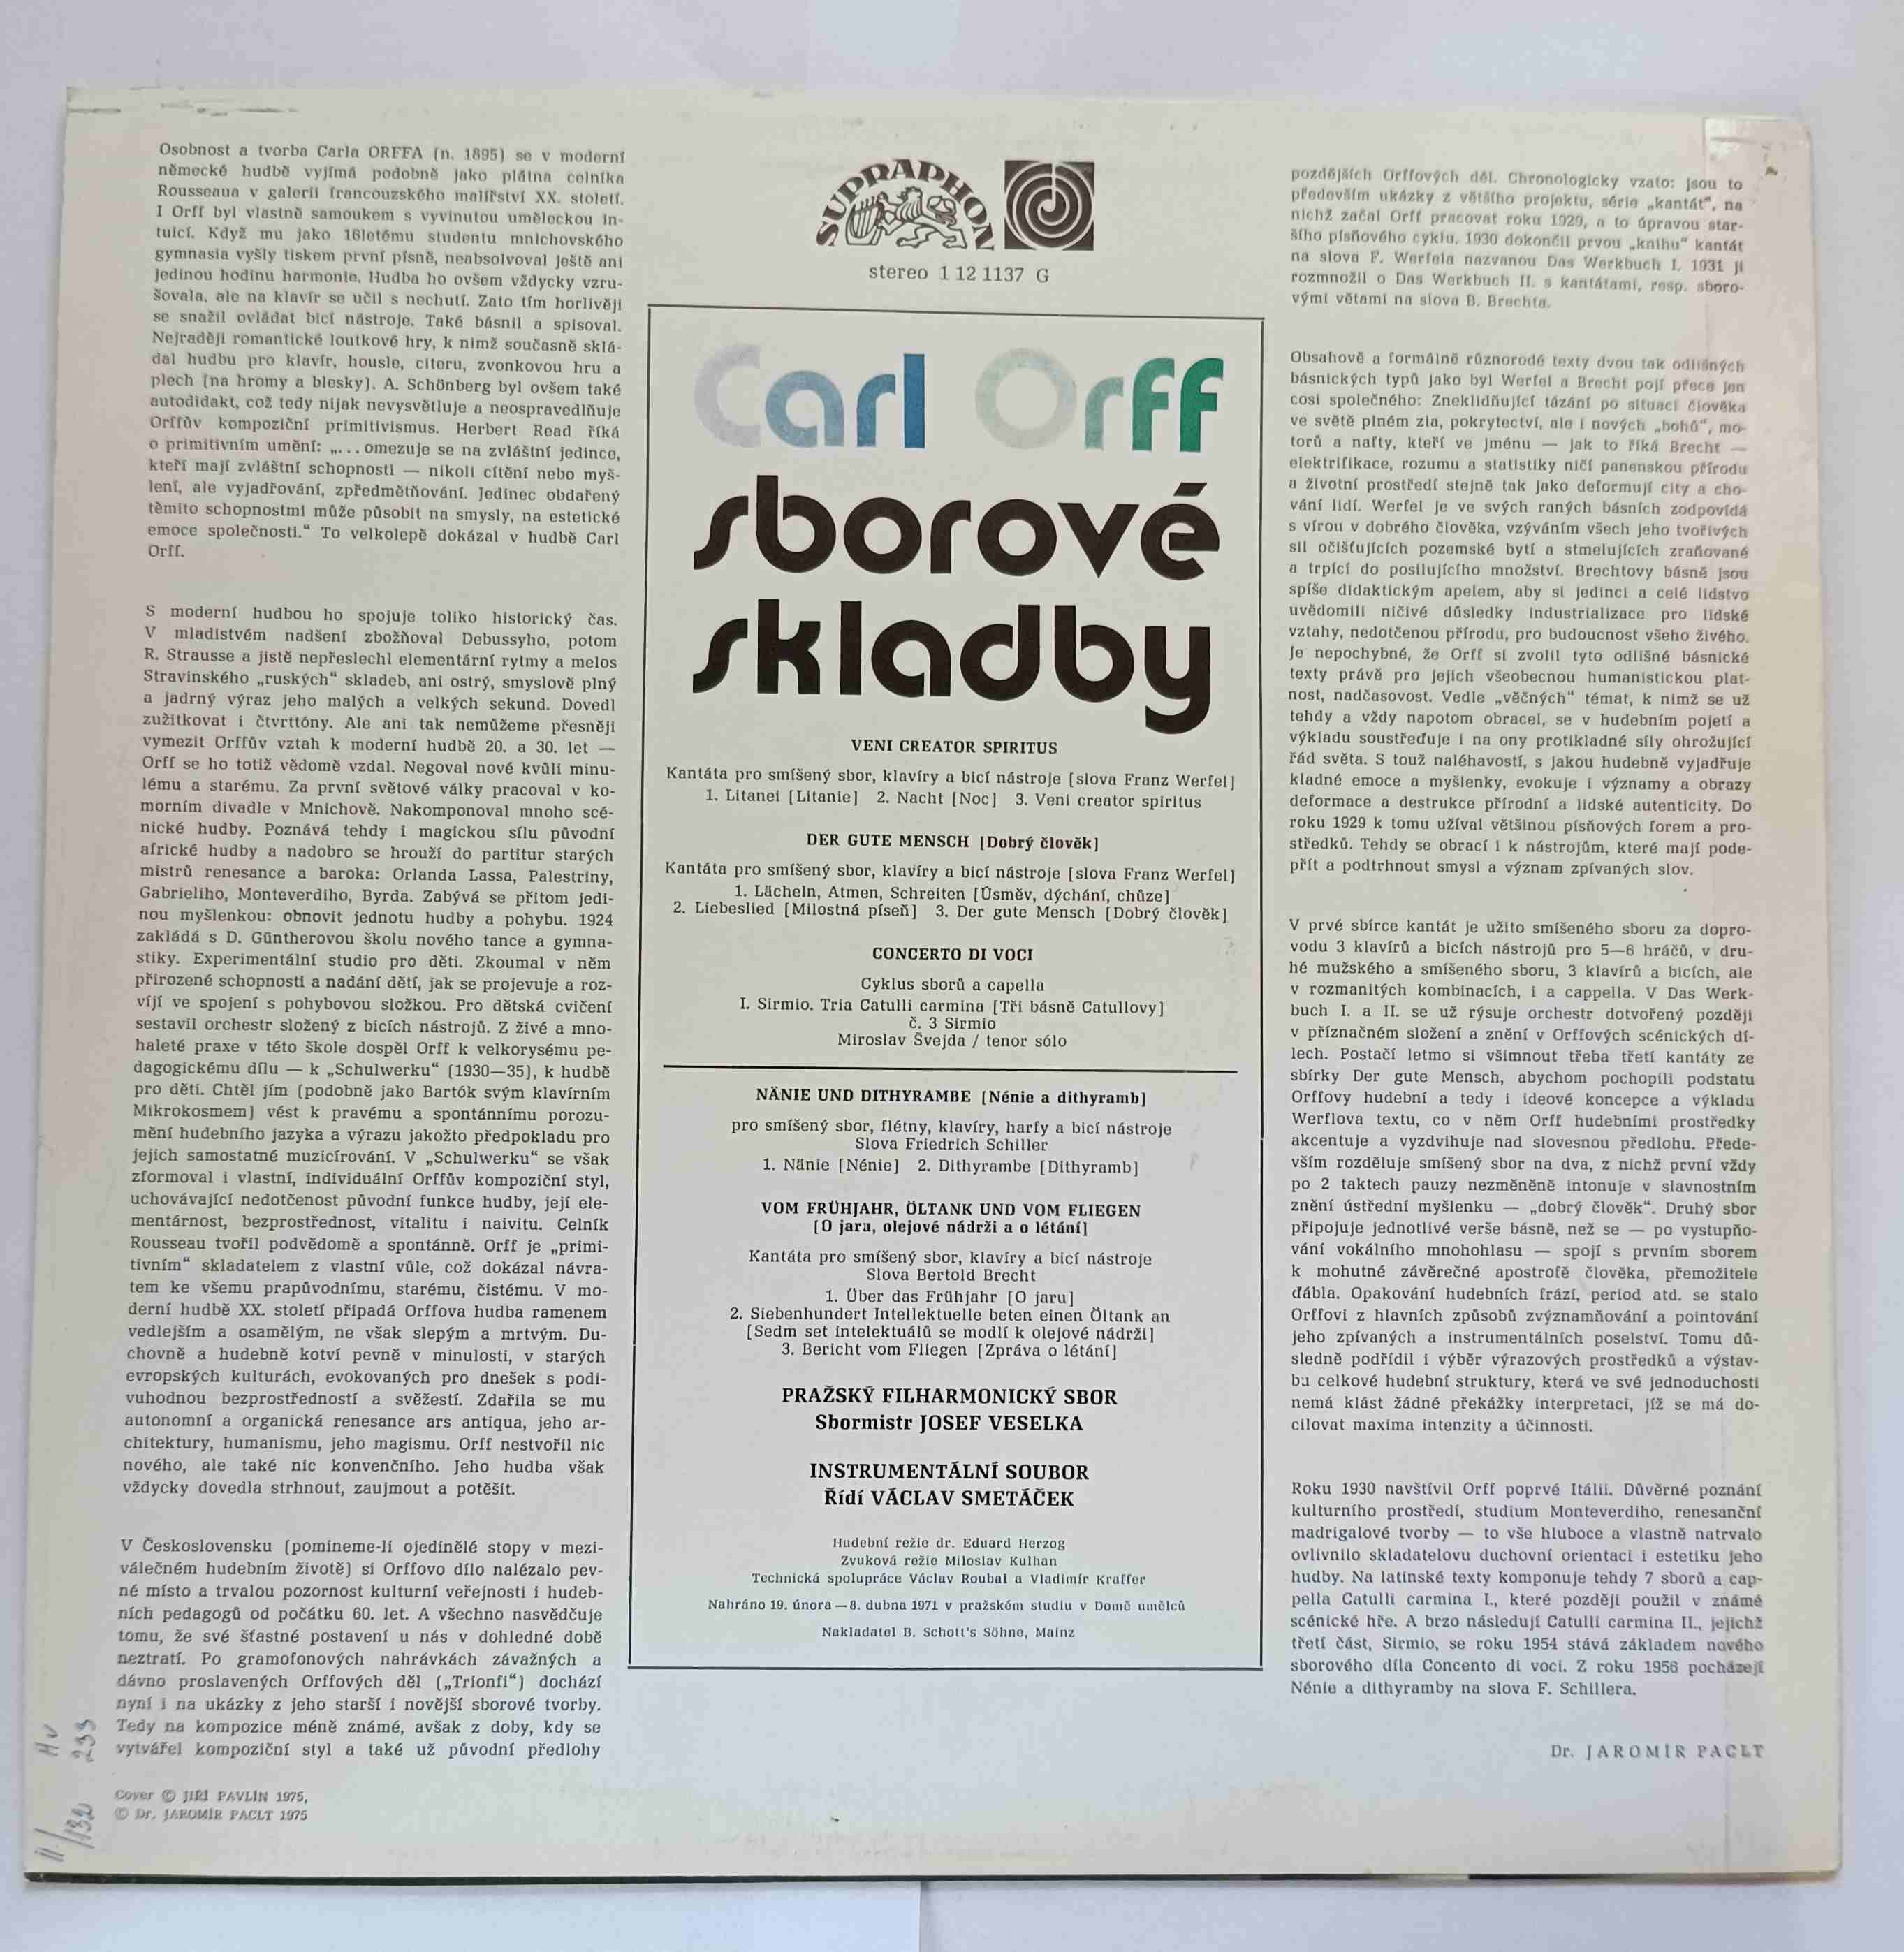 Osobnost a tvorba Carla ORFFA (n. 1895) se v moderní
německé hudbě vyjímá podobně jako plátna celníka
Rousseaua v galerii francouzského malířství XX. století.
I Orff byl vlastně samoukem s vyvinutou uměleckou in-
tuicí. Když mu jako 16letému studentu mnichovského
gymnasia vyšly tiskem první písně, neabsolvoval ještě ani
jedinou hodinu harmonie. Hudba ho ovšem vždycky vzru-
šovala, ale na klavír se učil s nechutí. Zato tím horlivěji
se snažil ovládat bicí nástroje. Také básnil a spisoval.
Nejraději romantické loutkové hry, k nimž současně sklá-
dal hudbu pro klavír, housle, citeru, zvonkovou hru a
plech (na hromy a blesky). A. Schönberg byl ovšem také
autodidakt, což tedy nijak nevysvětluje a neospravedlňuje
Orffův kompoziční primitivismus. Herbert Read říká
o primitivním umění: „... omezuje se na zvláštní jedince,
kteří mají zvláštní schopnosti — nikoli cítění nebo myš-
lení, ale vyjadřování, zpředmětňování. Jedinec obdařený
těmito schopnostmi může působit na smysly, na estetické
emoce společnosti.“ To velkolepě dokázal v hudbě Carl
Orff.
S moderní hudbou ho spojuje toliko historický čas.
V mladistvém nadšení zbožňoval Debussyho, potom
R. Strausse a jistě nepřeslechl elementární rytmy a melos
Stravinského „ruských“ skladeb, ani ostrý, smyslově plný
a jadrný výraz jeho malých a velkých sekund. Dovedl
zužitkovat i čtvrttóny. Ale ani tak nemůžeme přesněji
vymezit Orffův vztah k moderní hudbě 20. a 30. let —
Orff se ho totiž vědomě vzdal. Negoval nové kvůli minu-
lému a starému. Za první světové války pracoval v ko-
morním divadle v Mnichově. Nakomponoval mnoho scé-
nické hudby. Poznává tehdy i magickou sílu původní
africké hudby a nadobro se hrouží do partitur starých
mistrů renesance a baroka: Orlanda Lassa, Palestriny,
Gabrieliho, Monteverdiho, Byrda. Zabývá se přitom jedi-
nou myšlenkou: obnovit jednotu hudby a pohybu. 1924
zakládá s D. Güntherovou školu nového tance a gymna-
stiky. Experimentální studio pro děti. Zkoumal v něm
přirozené schopnosti a nadání dětí, jak se projevuje a roz-
víjí ve spojení s pohybovou složkou. Pro dětská cvičení
sestavil orchestr složený z bicích nástrojů. Z živé a mno-
haleté praxe v této škole dospěl Orff k velkorysému pe-
dagogickému dílu — k „Schulwerku“ (1930—35), k hudbě
pro děti. Chtěl jím (podobně jako Bartók svým klavírním
Mikrokosmem) vést k pravému a spontánnímu porozu-
mění hudebního jazyka a výrazu jakožto předpokladu pro
jejich samostatné muzicírování. V „Schulwerku“ se však
zformoval i vlastní, individuální Orffův kompoziční styl,
uchovávající nedotčenost původní funkce hudby, její ele-
mentárnost, bezprostřednost, vitalitu i naivitu. Celník
Rousseau tvořil podvědomě a spontánně. Orff je „primi-
tivním“ skladatelem z vlastní vůle, což dokázal návra-
tem ke všemu prapůvodnímu, starému, čistému. V mo-
derní hudbě XX. století připadá Orffova hudba ramenem
vedlejším a osamělým, ne však slepým a mrtvým. Du-
chovně a hudebně kotví pevně v minulosti, v starých
evropských kulturách, evokovaných pro dnešek s podi-
vuhodnou bezprostředností a svěžestí. Zdařila se mu
autonomní a organická renesance ars antiqua, jeho ar-
chitektury, humanismu, jeho magismu. Orff nestvořil nic
nového, ale také nic konvenčního. Jeho hudba však
vždycky dovedla strhnout, zaujmout a potěšit.
V Československu (pomineme-li ojedinělé stopy v mezi-
válečném hudebním životě) si Orffovo dílo nalézalo pev-
né místo a trvalou pozornost kulturní veřejnosti i hudeb-
ních pedagogů od počátku 60. let. A všechno nasvědčuje
tomu, že své šťastné postavení u nás v dohledné době
neztratí. Po gramofonových nahrávkách závažných a
dávno proslavených Orffových děl („Trionfi“) dochází
nyní i na ukázky z jeho starší i novější sborové tvorby.
Tedy na kompozice méně známé, avšak z doby, kdy se
vytvářel kompoziční styl a také už původní předlohy
Cover © JIŘÍ PAVLÍN 1975,
© Dr. JAROMÍR PACLT 1975
Hv
233
II/132
SUPRAPHON
stereo 1 12 1137 G
Carl Orff
sborové
skladby
VENI CREATOR SPIRITUS
Kantáta pro smíšený sbor, klavíry a bicí nástroje [slova Franz Werfel]
1. Litanei [Litanie] 2. Nacht [Noc] 3. Veni creator spiritus
DER GUTE MENSCH [Dobrý člověk]
Kantáta pro smíšený sbor, klavíry a bicí nástroje [slova Franz Werfel]
1. Lächeln, Atmen, Schreiten [Úsměv, dýchání, chůze]
2. Liebeslied [Milostná píseň] 3. Der gute Mensch [Dobrý člověk]
CONCERTO DI VOCI
Cyklus sborů a capella
I. Sirmio. Tria Catulli carmina [Tři básně Catullovy]
č. 3 Sirmio
Miroslav Švejda / tenor sólo
NÄNIE UND DITHYRAMBE [Nénie a dithyramb]
pro smíšený sbor, flétny, klavíry, harfy a bicí nástroje
Slova Friedrich Schiller
1. Nänie [Nénie] 2. Dithyrambe [Dithyramb]
VOM FRÜHJAHR, ÖLTANK UND VOM FLIEGEN
[O jaru, olejové nádrži a o létání]
Kantáta pro smíšený sbor, klavíry a bicí nástroje
Slova Bertold Brecht
1. Über das Frühjahr [O jaru]
2. Siebenhundert Intellektuelle beten einen Öltank an
[Sedm set intelektuálů se modlí k olejové nádrži]
3. Bericht vom Fliegen [Zpráva o létání]
PRAŽSKÝ FILHARMONICKÝ SBOR
Sbormistr JOSEF VESELKA
INSTRUMENTÁLNÍ SOUBOR
Řídí VÁCLAV SMETÁČEK
Hudební režie dr. Eduard Herzog
Zvuková režie Miloslav Kulhan
Technická spolupráce Václav Roubal a Vladimír Kraffer
Nahráno 19. února — 8. dubna 1971 v pražském studiu v Domě umělců
Nakladatel B. Schott's Söhne, Mainz
pozdějších Orffových děl. Chronologicky vzato: jsou to
především ukázky z většího projektu, série „kantát“, na
nichž začal Orff pracovat roku 1929, a to úpravou star-
šího písňového cyklu. 1930 dokončil prvou „knihu“ kantát
na slova F. Werfela nazvanou Das Werkbuch I. 1931 ji
rozmnožil o Das Werkbuch II. s kantátami, resp. sboro-
vými větami na slova B. Brechta.
Obsahově a formálně různorodé texty dvou tak odlišných
básnických typů jako byl Werfel a Brecht pojí přece jen
cosi společného: Zneklidňující tázání po situaci člověka
ve světě plném zla, pokrytectví, ale i nových „bohů“, mo-
torů a nafty, kteří ve jménu — jak to říká Brecht —
elektrifikace, rozumu a statistiky ničí panenskou přírodu
a životní prostředí stejně tak jako deformují city a cho-
vání lidí. Werfel je ve svých raných básních zodpovídá
s vírou v dobrého člověka, vzýváním všech jeho tvořivých
sil očišťujících pozemské bytí a stmelujících zraňované
a trpící do posilujícího množství. Brechtovy básně jsou
spíše didaktickým apelem, aby si jedinci a celé lidstvo
uvědomili ničivé důsledky industrializace pro lidské
vztahy, nedotčenou přírodu, pro budoucnost všeho živého.
Je nepochybné, že Orff si zvolil tyto odlišné básnické
texty právě pro jejich všeobecnou humanistickou plat-
nost, nadčasovost. Vedle „věčných“ témat, k nimž se už
tehdy a vždy napotom obracel, se v hudebním pojetí a
výkladu soustřeďuje i na ony protikladné síly ohrožující
řád světa. S touž naléhavostí, s jakou hudebně vyjadřuje
kladné emoce a myšlenky, evokuje i významy a obrazy
deformace a destrukce přírodní a lidské autenticity. Do
roku 1929 k tomu užíval většinou písňových forem a pro-
středků. Tehdy se obrací i k nástrojům, které mají pode-
přít a podtrhnout smysl a význam zpívaných slov.
V prvé sbírce kantát je užito smíšeného sboru za dopro-
vodu 3 klavírů a bicích nástrojů pro 5—6 hráčů, v dru-
hé mužského a smíšeného sboru, 3 klavírů a bicích, ale
v rozmanitých kombinacích, i a cappella. V Das Werk-
buch I. a II. se už rýsuje orchestr dotvořený později
v příznačném složení a znění v Orffových scénických dí-
lech. Postačí letmo si všimnout třeba třetí kantáty ze
sbírky Der gute Mensch, abychom pochopili podstatu
Orffovy hudební a tedy i ideové koncepce a výkladu
Werflova textu, co v něm Orff hudebními prostředky
akcentuje a vyzdvihuje nad slovesnou předlohu. Přede-
vším rozděluje smíšený sbor na dva, z nichž první vždy
po 2 taktech pauzy nezměněně intonuje v slavnostním
znění ústřední myšlenku — „dobrý člověk“. Druhý sbor
připojuje jednotlivé verše básně, než se — po vystupňo-
vání vokálního mnohohlasu — spojí s prvním sborem
k mohutné závěrečné apostrofě člověka, přemožitele
ďábla. Opakování hudebních frází, period atd. se stalo
Orffovi z hlavních způsobů zvýznamňování a pointování
jeho zpívaných a instrumentálních poselství. Tomu dů-
sledně podřídil i výběr výrazových prostředků a výstav-
bu celkové hudební struktury, která ve své jednoduchosti
nemá klást žádné překážky interpretaci, jíž se má do-
cilovat maxima intenzity a účinnosti.
Roku 1930 navštívil Orff poprvé Itálii. Důvěrné poznání
kulturního prostředí, studium Monteverdiho, renesanční
madrigalové tvorby — to vše hluboce a vlastně natrvalo
ovlivnilo skladatelovu duchovní orientaci i estetiku jeho
hudby. Na latinské texty komponuje tehdy 7 sborů a cap-
pella Catulli carmina I., které později použil v známé
scénické hře. A brzo následují Catulli carmina II., jejichž
třetí část, Sirmio, se roku 1954 stává základem nového
sborového díla Concento di voci. Z roku 1956 pocházejí
Nénie a dithyramby na slova F. Schillera.
Dr. JAROMÍR PACLT